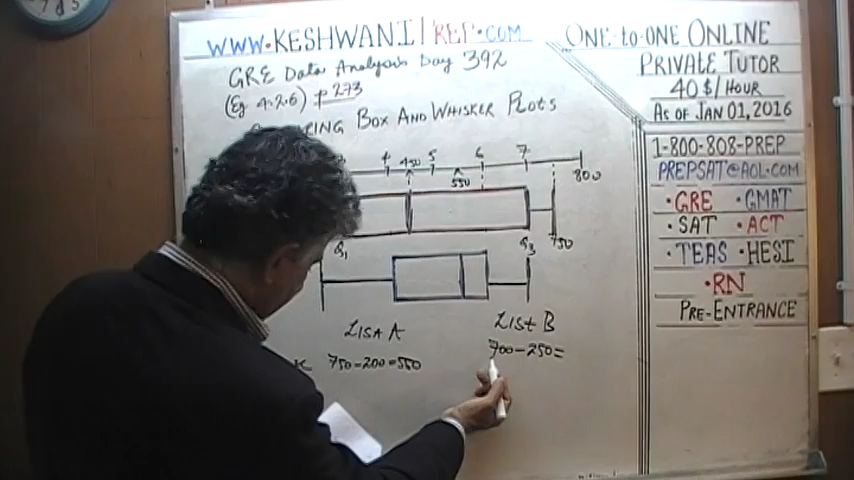 WWW.KESHWANIPREP.COM
GRE Data Analysis Day 392
(Eg 4.2.6) p 273
RING BOX AND WHISKER PLOTS
4 450 5 550 6 7 800
Q1 Q3 750
LISA A LISt B
750-200=550 700-250=
ONE-TO-ONE ONLINE
PRIVATE TUTOR
40 $/HOUR
AS OF JAN 01, 2016
1-800-808-PREP
PREPSAT@AOL.COM
•GRE •GMAT
•SAT •ACT
•TEAS •HESI
•RN
PRE-ENTRANCE